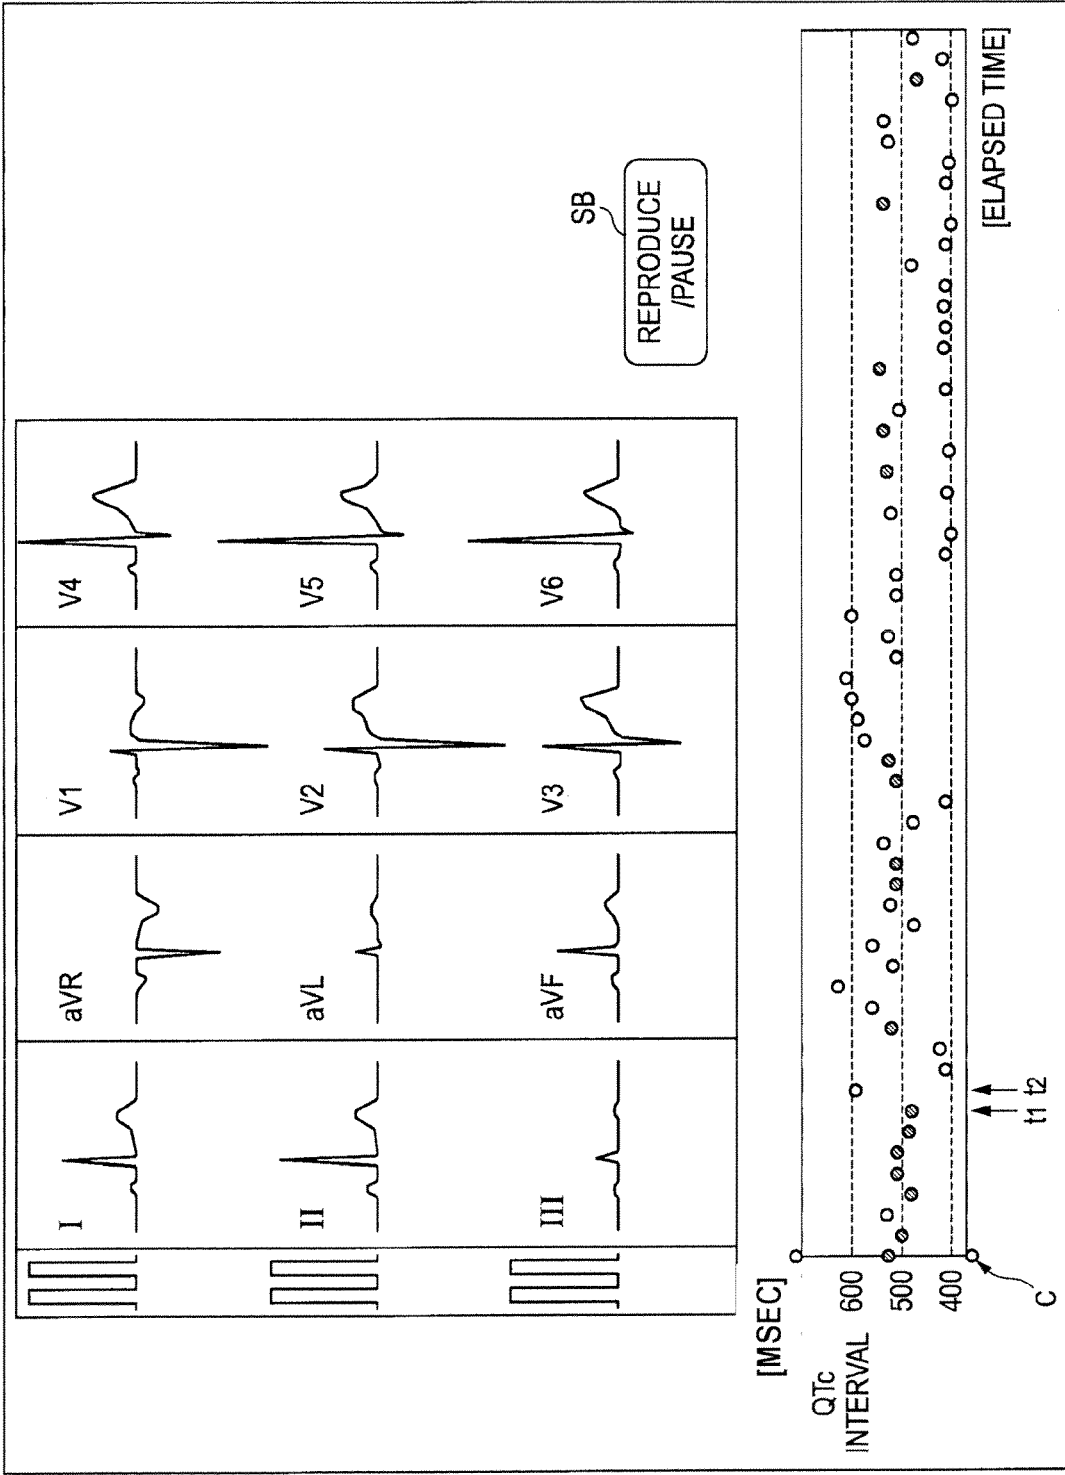 I
aVR
V1
V4
II
aVL
V2
V5
III
aVF
V3
V6
SB
REPRODUCE
/PAUSE
[MSEC]
QTc
INTERVAL
600
500
400
C
t1 t2
[ELAPSED TIME]